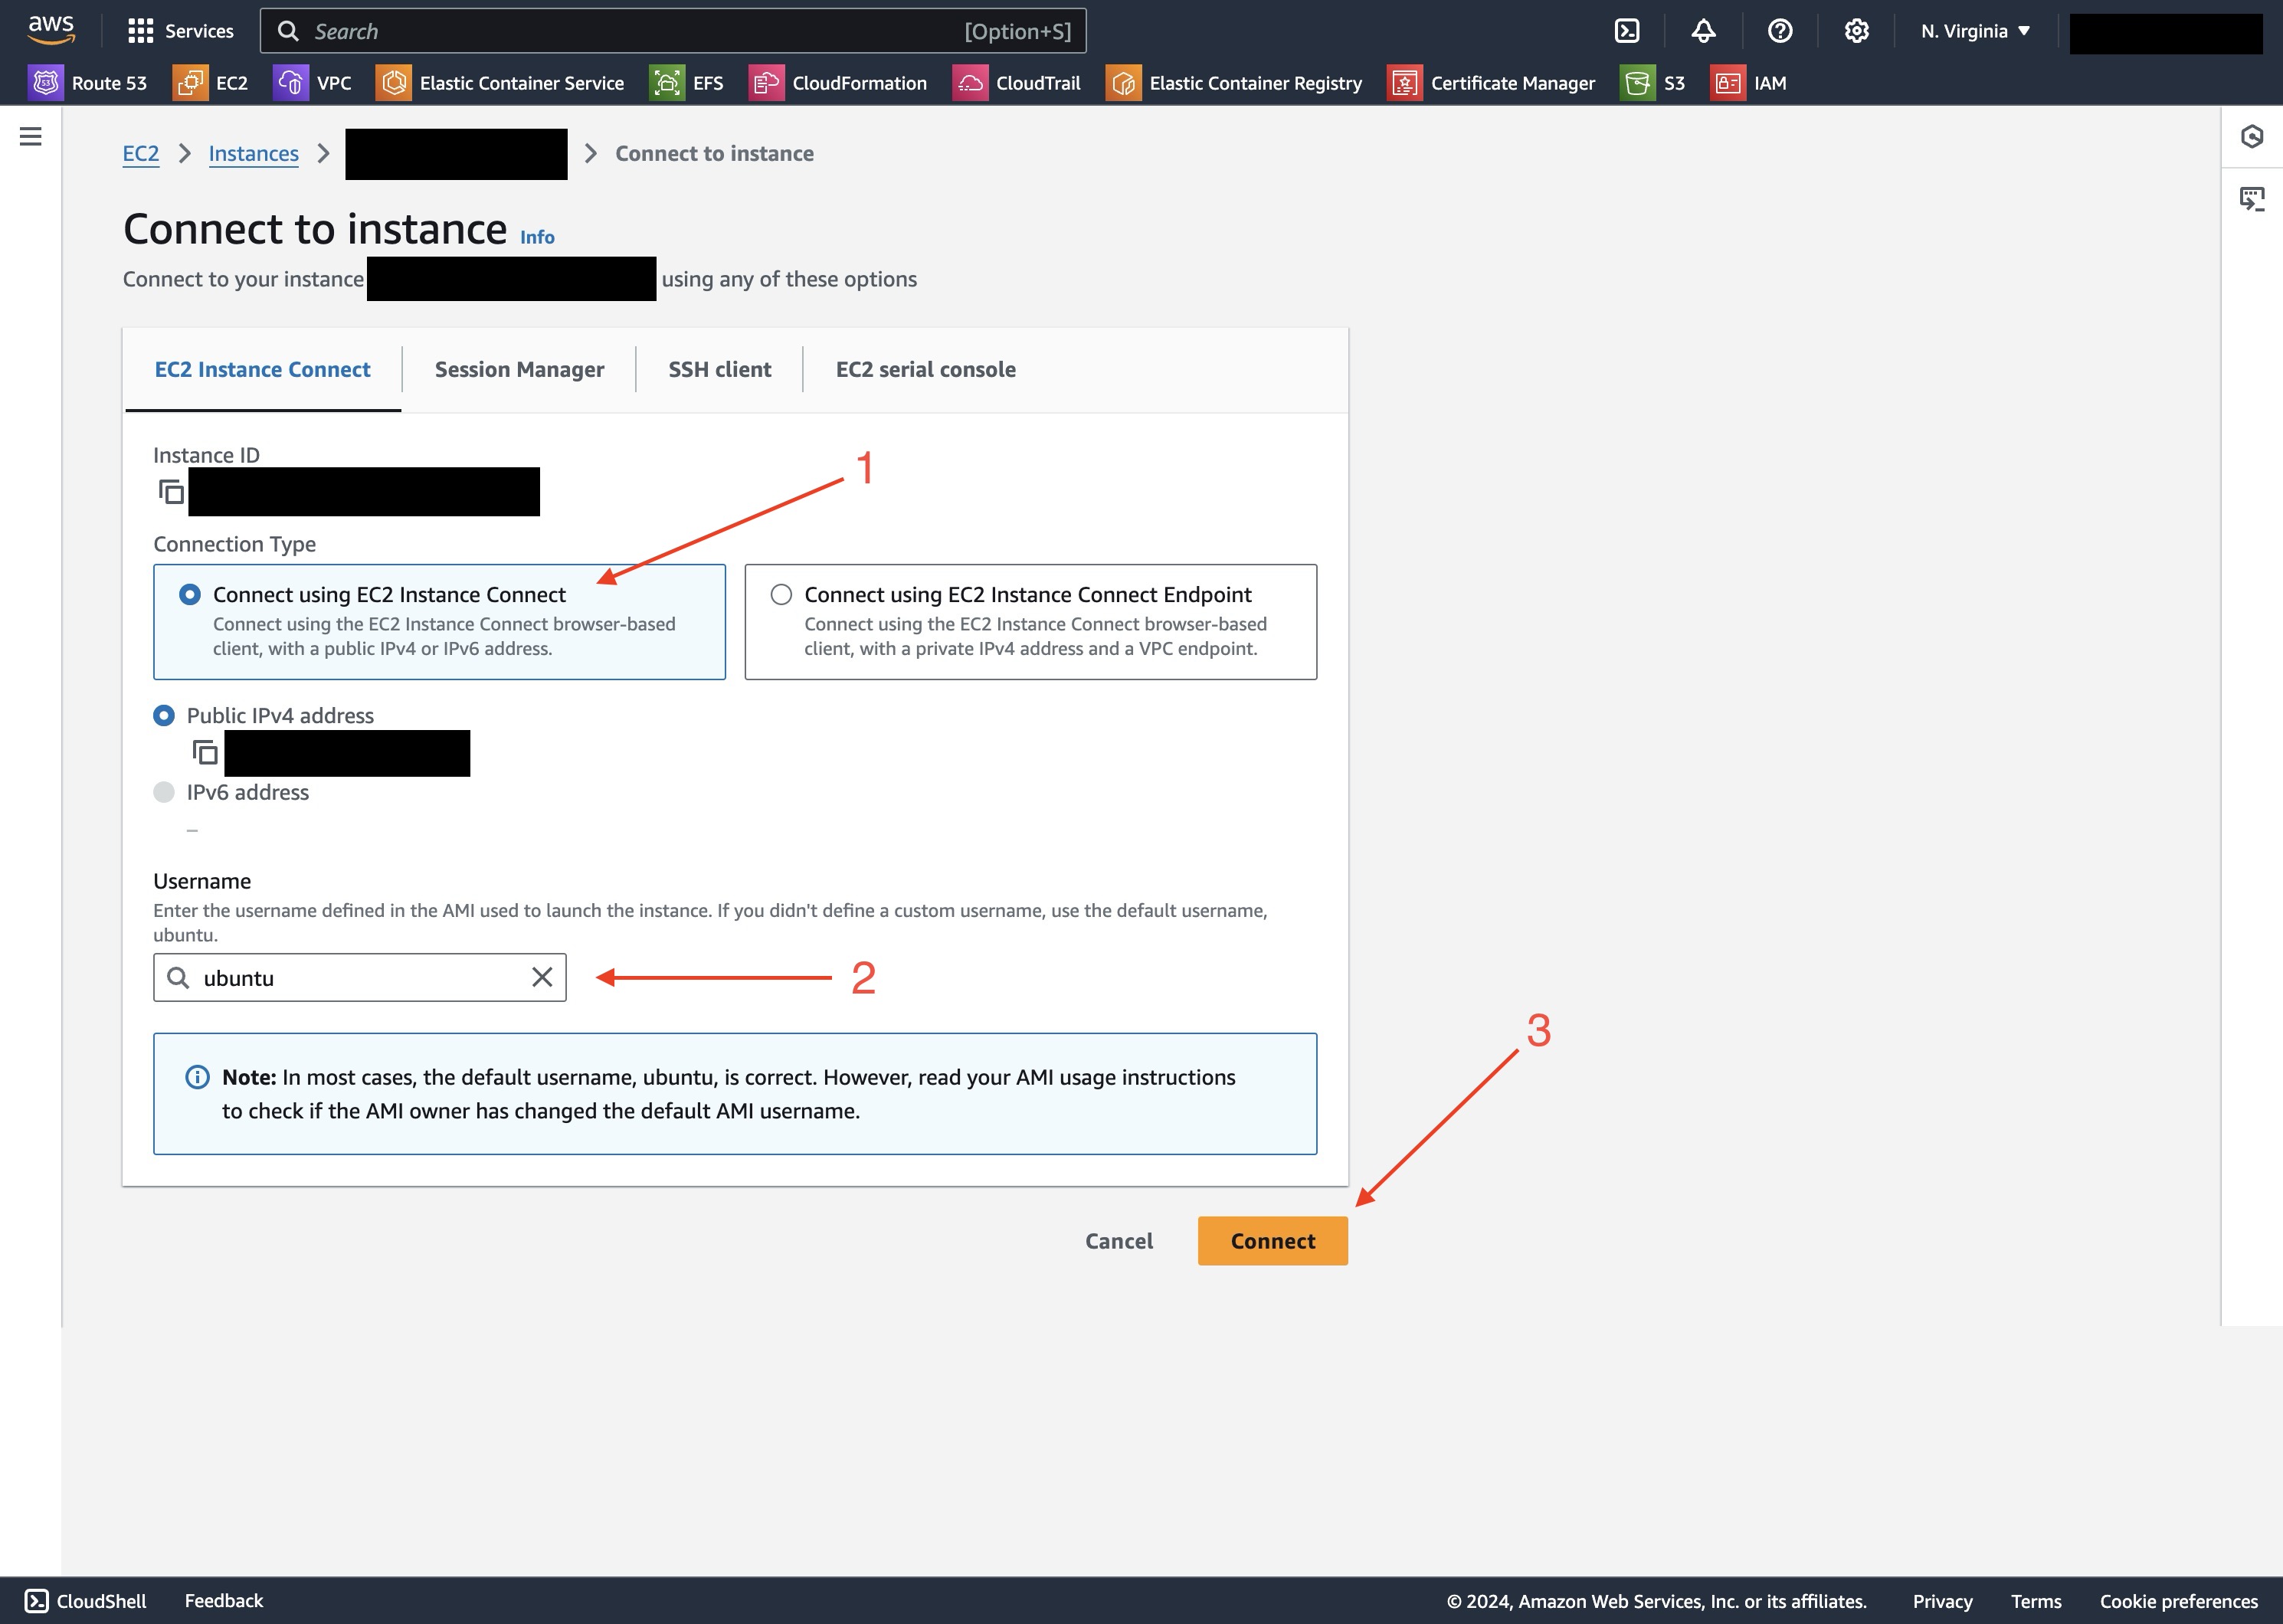 aws
Services
Search [Option+S]
N. Virginia
Route 53
EC2
VPC
Elastic Container Service
EFS
CloudFormation
CloudTrail
Elastic Container Registry
Certificate Manager
S3
IAM
EC2 Instances Connect to instance
Connect to instance Info
Connect to your instance using any of these options
EC2 Instance Connect
Session Manager
SSH client
EC2 serial console
Instance ID
1
Connection Type
Connect using EC2 Instance Connect
Connect using the EC2 Instance Connect browser-based
client, with a public IPv4 or IPv6 address.
Connect using EC2 Instance Connect Endpoint
Connect using the EC2 Instance Connect browser-based
client, with a private IPv4 address and a VPC endpoint.
Public IPv4 address
IPv6 address
–
Username
Enter the username defined in the AMI used to launch the instance. If you didn't define a custom username, use the default username,
ubuntu.
ubuntu
2
3
Note: In most cases, the default username, ubuntu, is correct. However, read your AMI usage instructions
to check if the AMI owner has changed the default AMI username.
Cancel
Connect
CloudShell
Feedback
© 2024, Amazon Web Services, Inc. or its affiliates.
Privacy
Terms
Cookie preferences